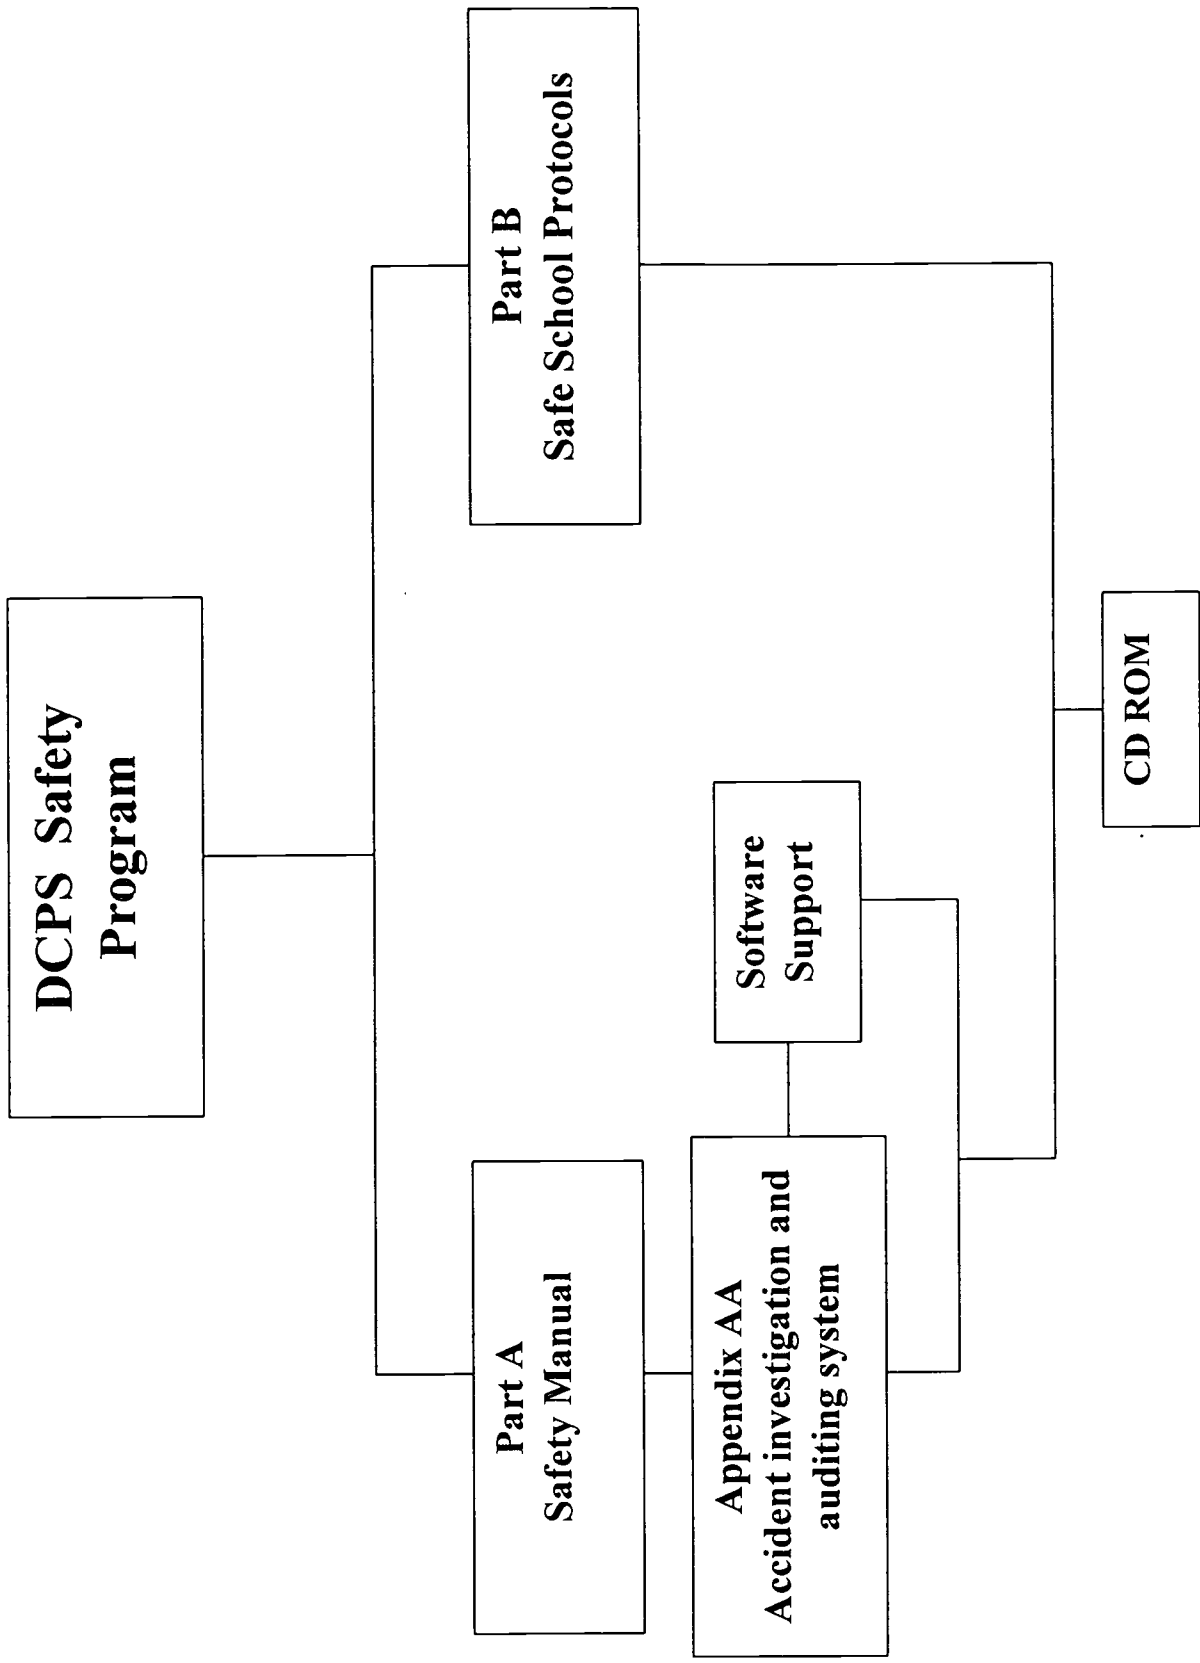 DCPS Safety
Program
Part A
Safety Manual
Part B
Safe School Protocols
Appendix AA
Accident investigation and
auditing system
Software
Support
CD ROM